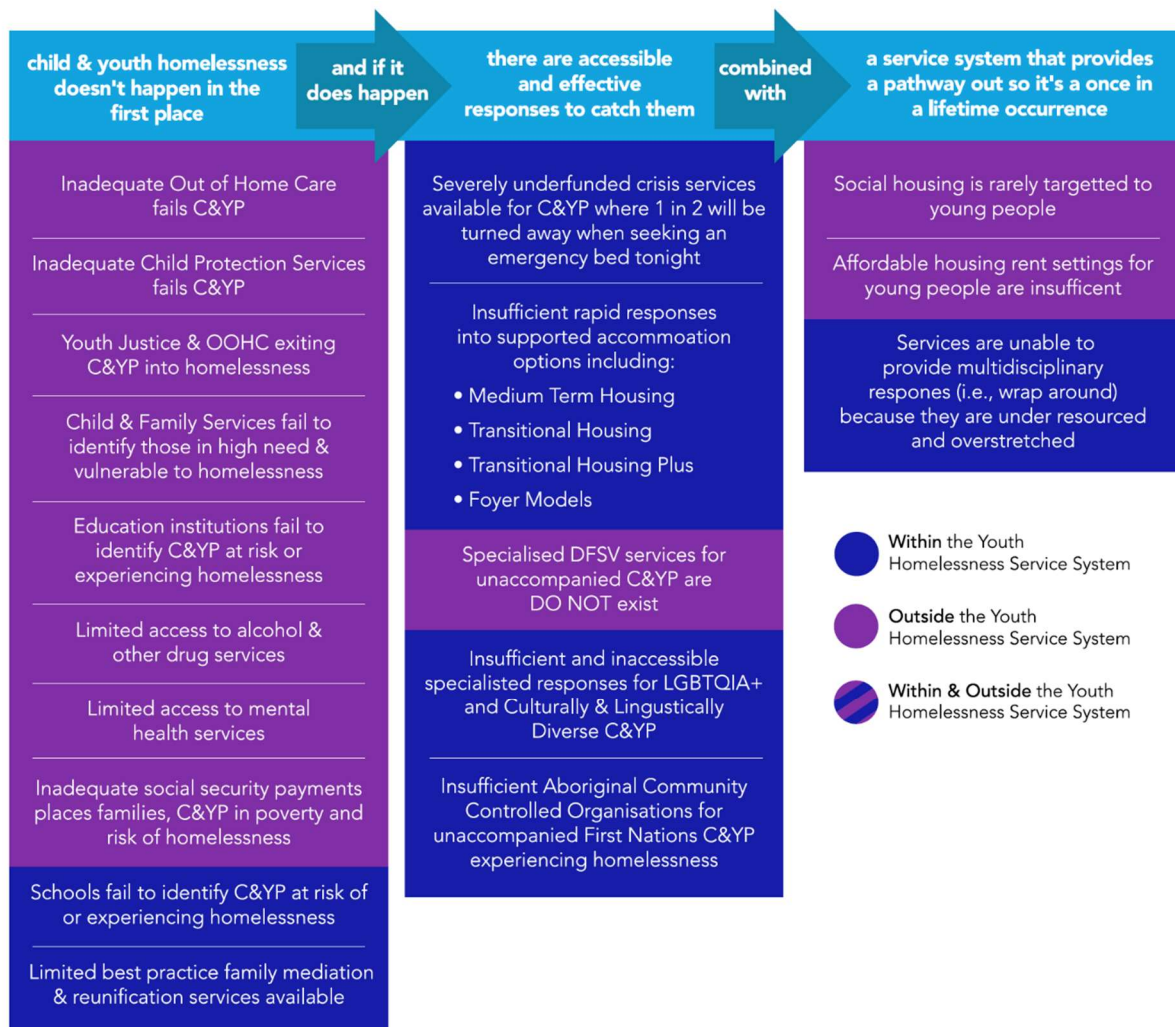 child & youth homelessness
doesn't happen in the
first place
and if it
does happen
there are accessible
and effective
responses to catch them
combined
with
a service system that provides
a pathway out so it's a once in
a lifetime occurrence
Inadequate Out of Home Care
fails C&YP
Inadequate Child Protection Services
fails C&YP
Youth Justice & OOHC exiting
C&YP into homelessness
Child & Family Services fail to
identify those in high need &
vulnerable to homelessness
Education institutions fail to
identify C&YP at risk or
experiencing homelessness
Limited access to alcohol &
other drug services
Limited access to mental
health services
Inadequate social security payments
places families, C&YP in poverty and
risk of homelessness
Schools fail to identify C&YP at risk of
or experiencing homelessness
Limited best practice family mediation
& reunification services available
Severely underfunded crisis services
available for C&YP where 1 in 2 will be
turned away when seeking an
emergency bed tonight
Insufficient rapid responses
into supported accommoation
options including:
• Medium Term Housing
• Transitional Housing
• Transitional Housing Plus
• Foyer Models
Specialised DFSV services for
unaccompanied C&YP are
DO NOT exist
Insufficient and inaccessible
specialisted responses for LGBTQIA+
and Culturally & Lingustically
Diverse C&YP
Insufficient Aboriginal Community
Controlled Organisations for
unaccompanied First Nations C&YP
experiencing homelessness
Social housing is rarely targetted to
young people
Affordable housing rent settings for
young people are insufficent
Services are unable to
provide multidisciplinary
respones (i.e., wrap around)
because they are under resourced
and overstretched
Within the Youth
Homelessness Service System
Outside the Youth
Homelessness Service System
Within & Outside the Youth
Homelessness Service System